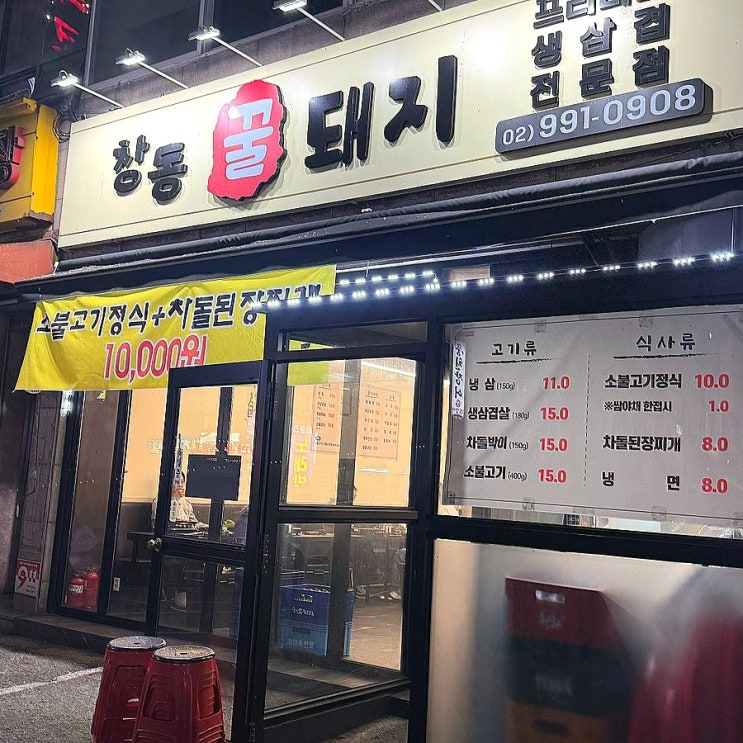 생 삼 겹
전 문 점
창동 꿀 돼지
02) 991-0908
소불고기정식+차돌된장찌개
10,000원
고기류
냉 삼 (150g) 11.0
생삼겹살 (180g) 15.0
차돌박이 (150g) 15.0
소불고기 (400g) 15.0
식사류
소불고기정식 10.0
※쌈야채 한접시 1.0
차돌된장찌개 8.0
냉 면 8.0